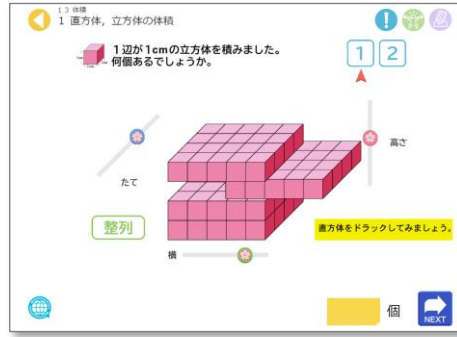 13 体積
1 直方体，立方体の体積
1辺が1cmの立方体を積みました。
何個あるでしょうか。
1 2
高さ
たて
整列
直方体をドラックしてみましょう。
横
個
NEXT